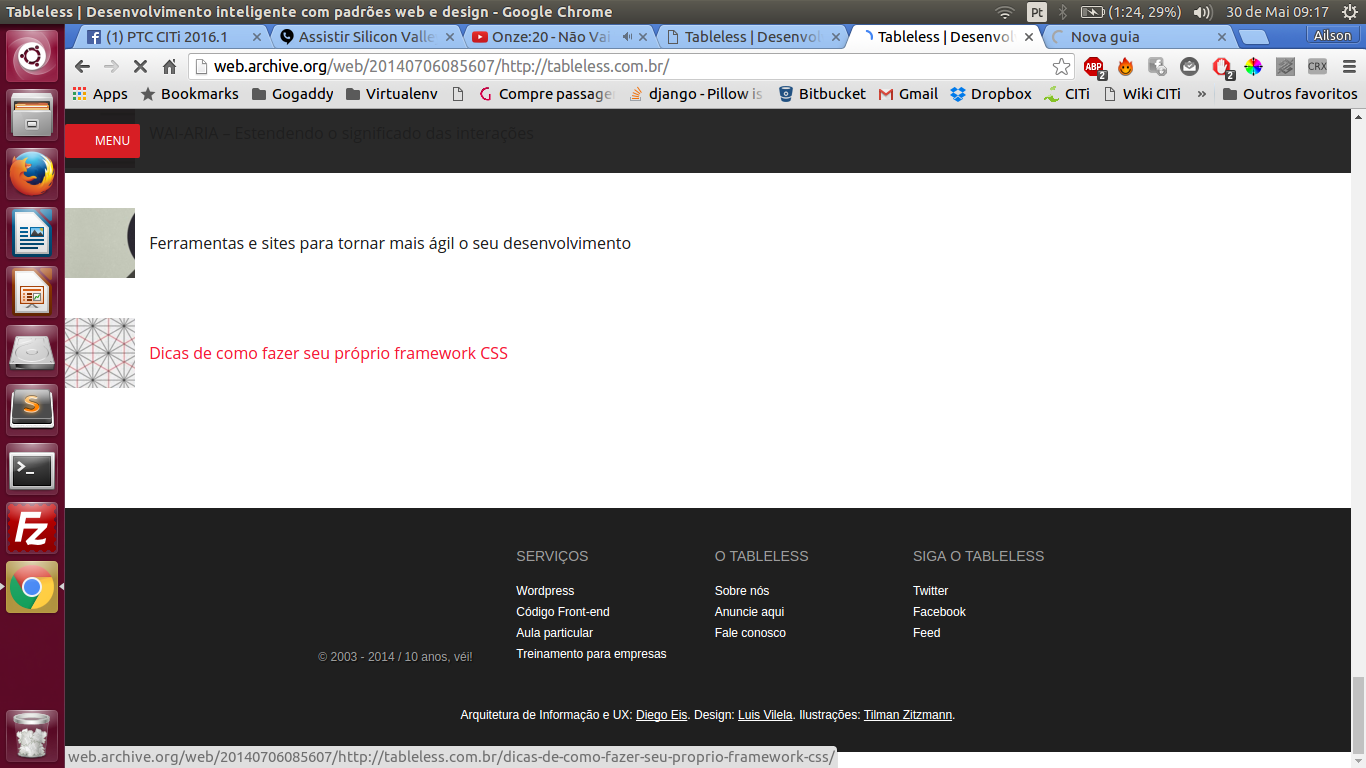 Tableless | Desenvolvimento inteligente com padrões web e design - Google Chrome
Pt
(1:24, 29%)
30 de Mai 09:17
(1) PTC CITi 2016.1
Assistir Silicon Valle
Onze:20 - Não Vai
Tableless | Desenvol
Tableless | Desenvol
Nova guia
Ailson
web.archive.org/web/20140706085607/http://tableless.com.br/
ABP
2
2
CRX
Apps
Bookmarks
Gogaddy
Virtualenv
Compre passage
django - Pillow is
Bitbucket
Gmail
Dropbox
CITi
Wiki CITi
»
Outros favoritos
MENU
WAI-ARIA – Estendendo o significado das interações
Ferramentas e sites para tornar mais ágil o seu desenvolvimento
Dicas de como fazer seu próprio framework CSS
SERVIÇOS
Wordpress
Código Front-end
Aula particular
Treinamento para empresas
O TABLELESS
Sobre nós
Anuncie aqui
Fale conosco
SIGA O TABLELESS
Twitter
Facebook
Feed
© 2003 - 2014 / 10 anos, véi!
Arquitetura de Informação e UX: Diego Eis. Design: Luis Vilela. Ilustrações: Tilman Zitzmann.
web.archive.org/web/20140706085607/http://tableless.com.br/dicas-de-como-fazer-seu-proprio-framework-css/